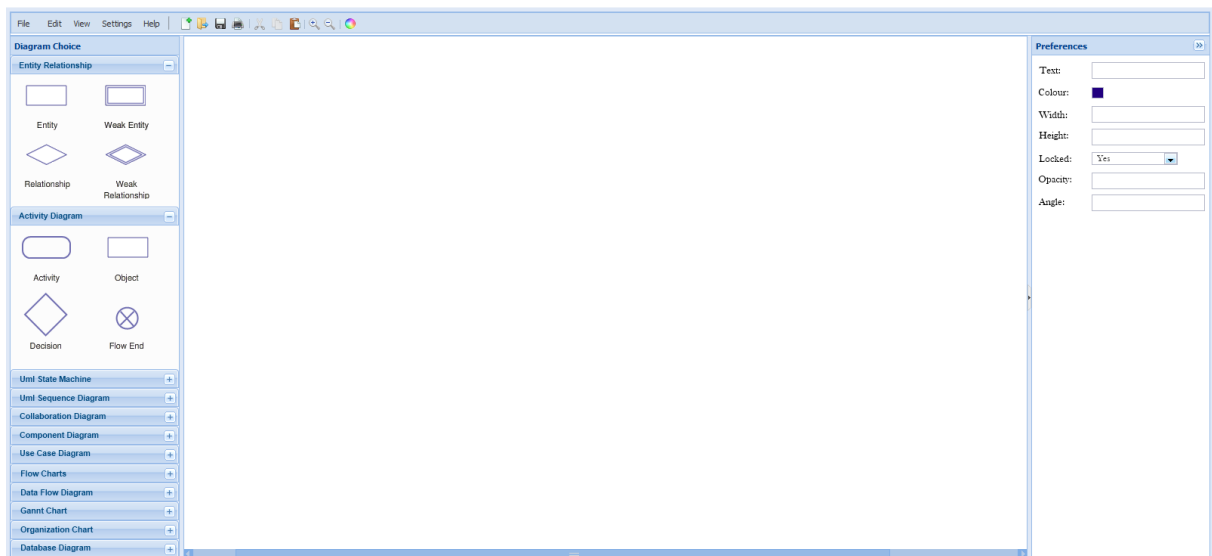 File Edit View Settings Help
Diagram Choice
Entity Relationship
Entity Weak Entity
Relationship Weak
Relationship
Activity Diagram
Activity Object
Decision Flow End
Uml State Machine
Uml Sequence Diagram
Collaboration Diagram
Component Diagram
Use Case Diagram
Flow Charts
Data Flow Diagram
Gannt Chart
Organization Chart
Database Diagram
Preferences
Text:
Colour:
Width:
Height:
Locked: Yes
Opacity:
Angle: